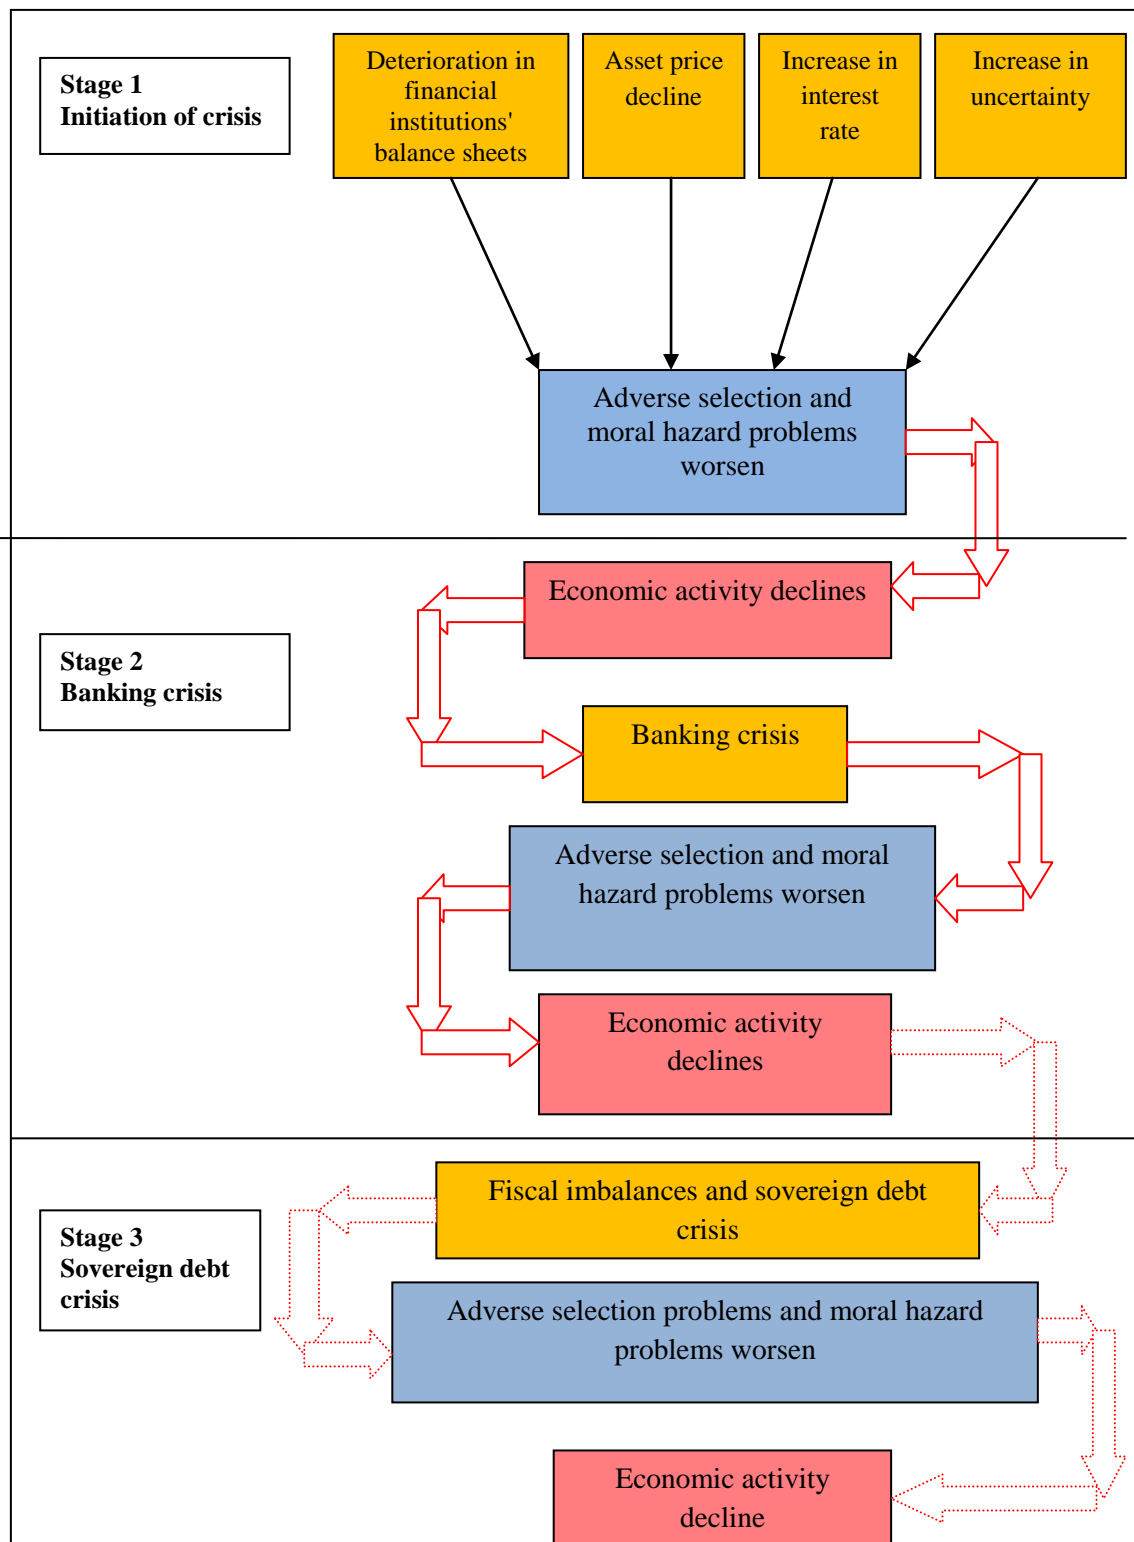 Stage 1
Initiation of crisis
Deterioration in
financial
institutions'
balance sheets
Asset price
decline
Increase in
interest
rate
Increase in
uncertainty
Adverse selection and
moral hazard problems
worsen
Economic activity declines
Stage 2
Banking crisis
Banking crisis
Adverse selection and moral
hazard problems worsen
Economic activity
declines
Fiscal imbalances and sovereign debt
crisis
Stage 3
Sovereign debt
crisis
Adverse selection problems and moral hazard
problems worsen
Economic activity
decline